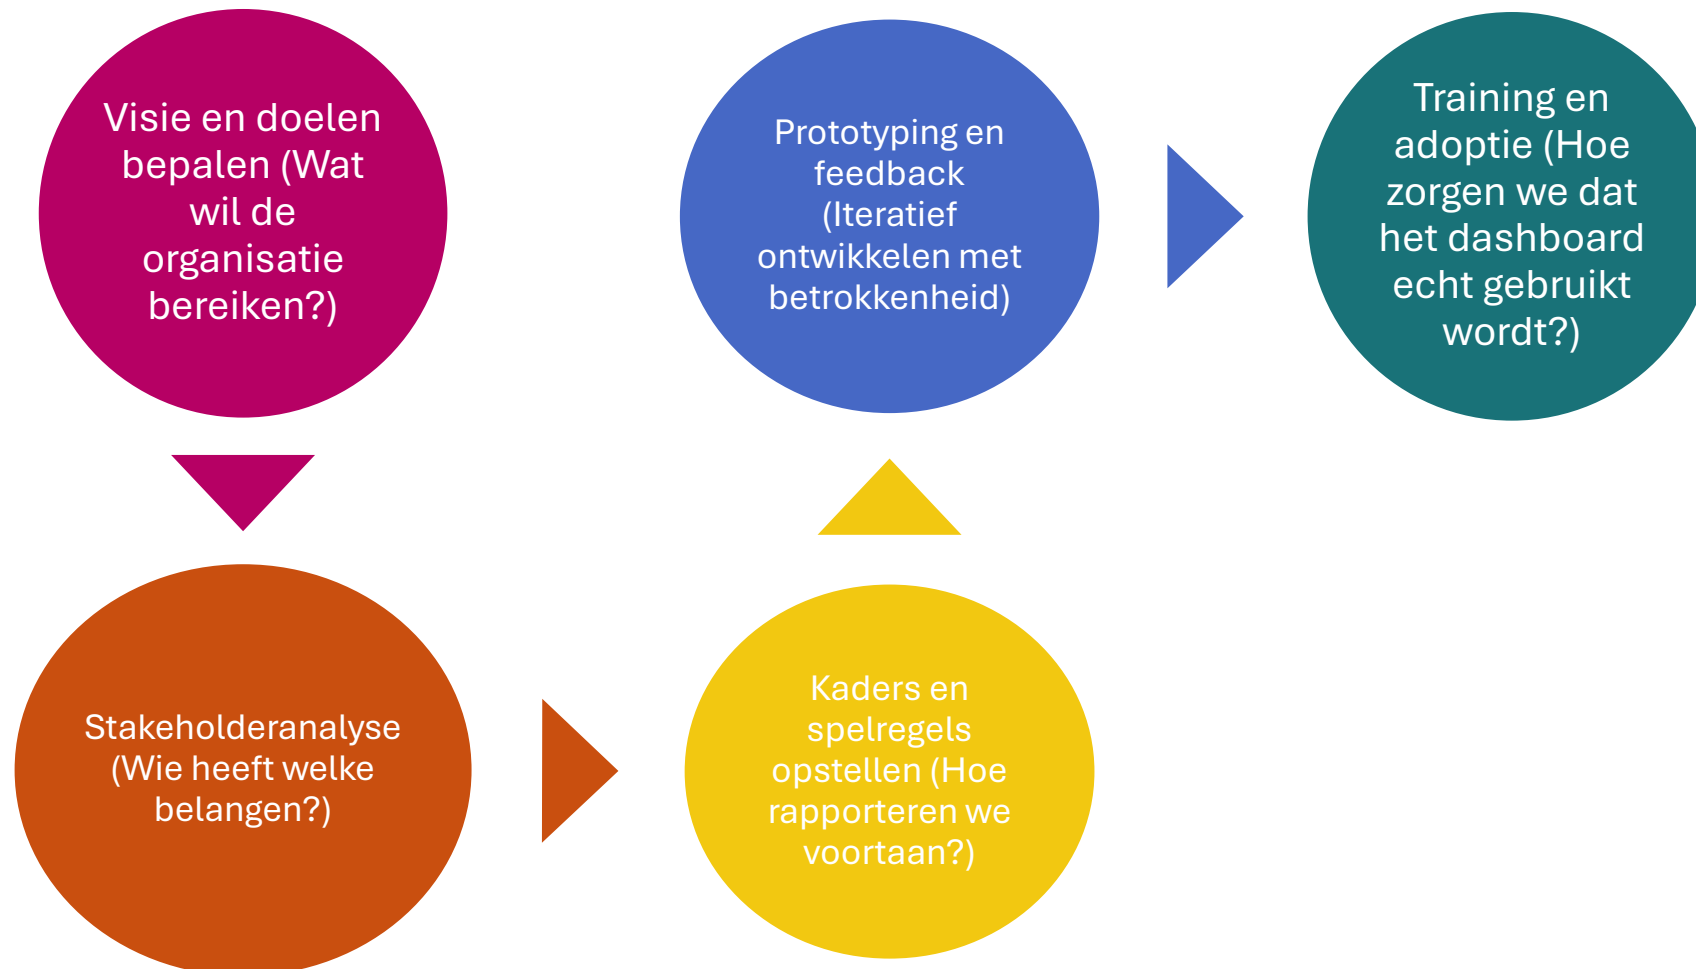 Visie en doelen
bepalen (Wat
wil de
organisatie
bereiken?)
Stakeholderanalyse
(Wie heeft welke
belangen?)
Kaders en
spelregels
opstellen (Hoe
rapporteren we
voortaan?)
Prototyping en
feedback
(Iteratief
ontwikkelen met
betrokkenheid)
Training en
adoptie (Hoe
zorgen we dat
het dashboard
echt gebruikt
wordt?)